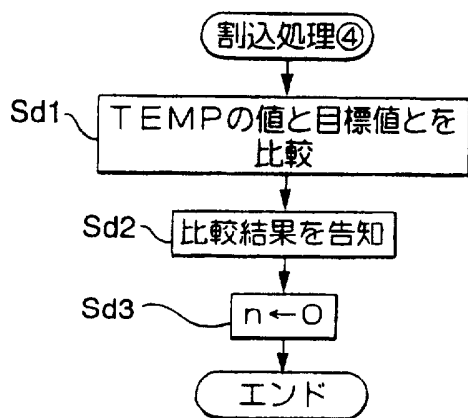 割込処理④
Sd1
TEMPの値と目標値とを
比較
Sd2
比較結果を告知
Sd3
n←0
エンド